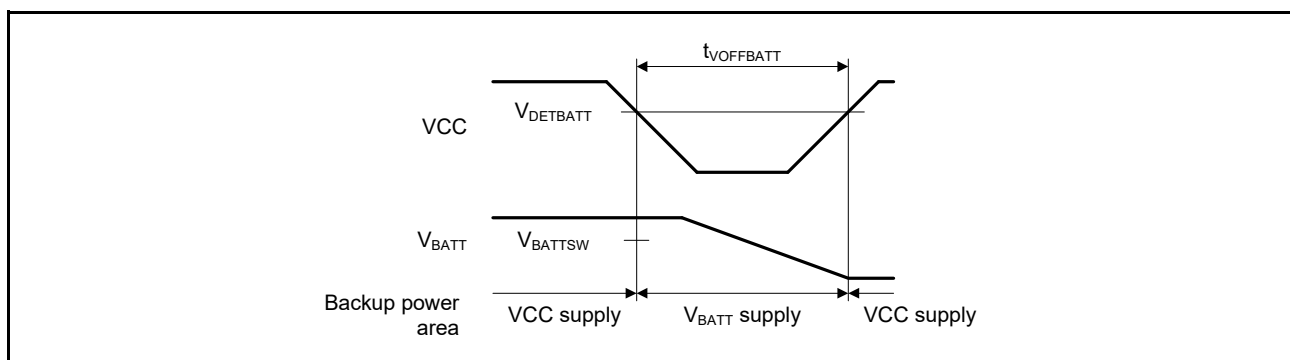 tVOFFBATT
VCC
VDETBATT
VBATT
VBATTSW
Backup power
area
VCC supply
VBATT supply
VCC supply